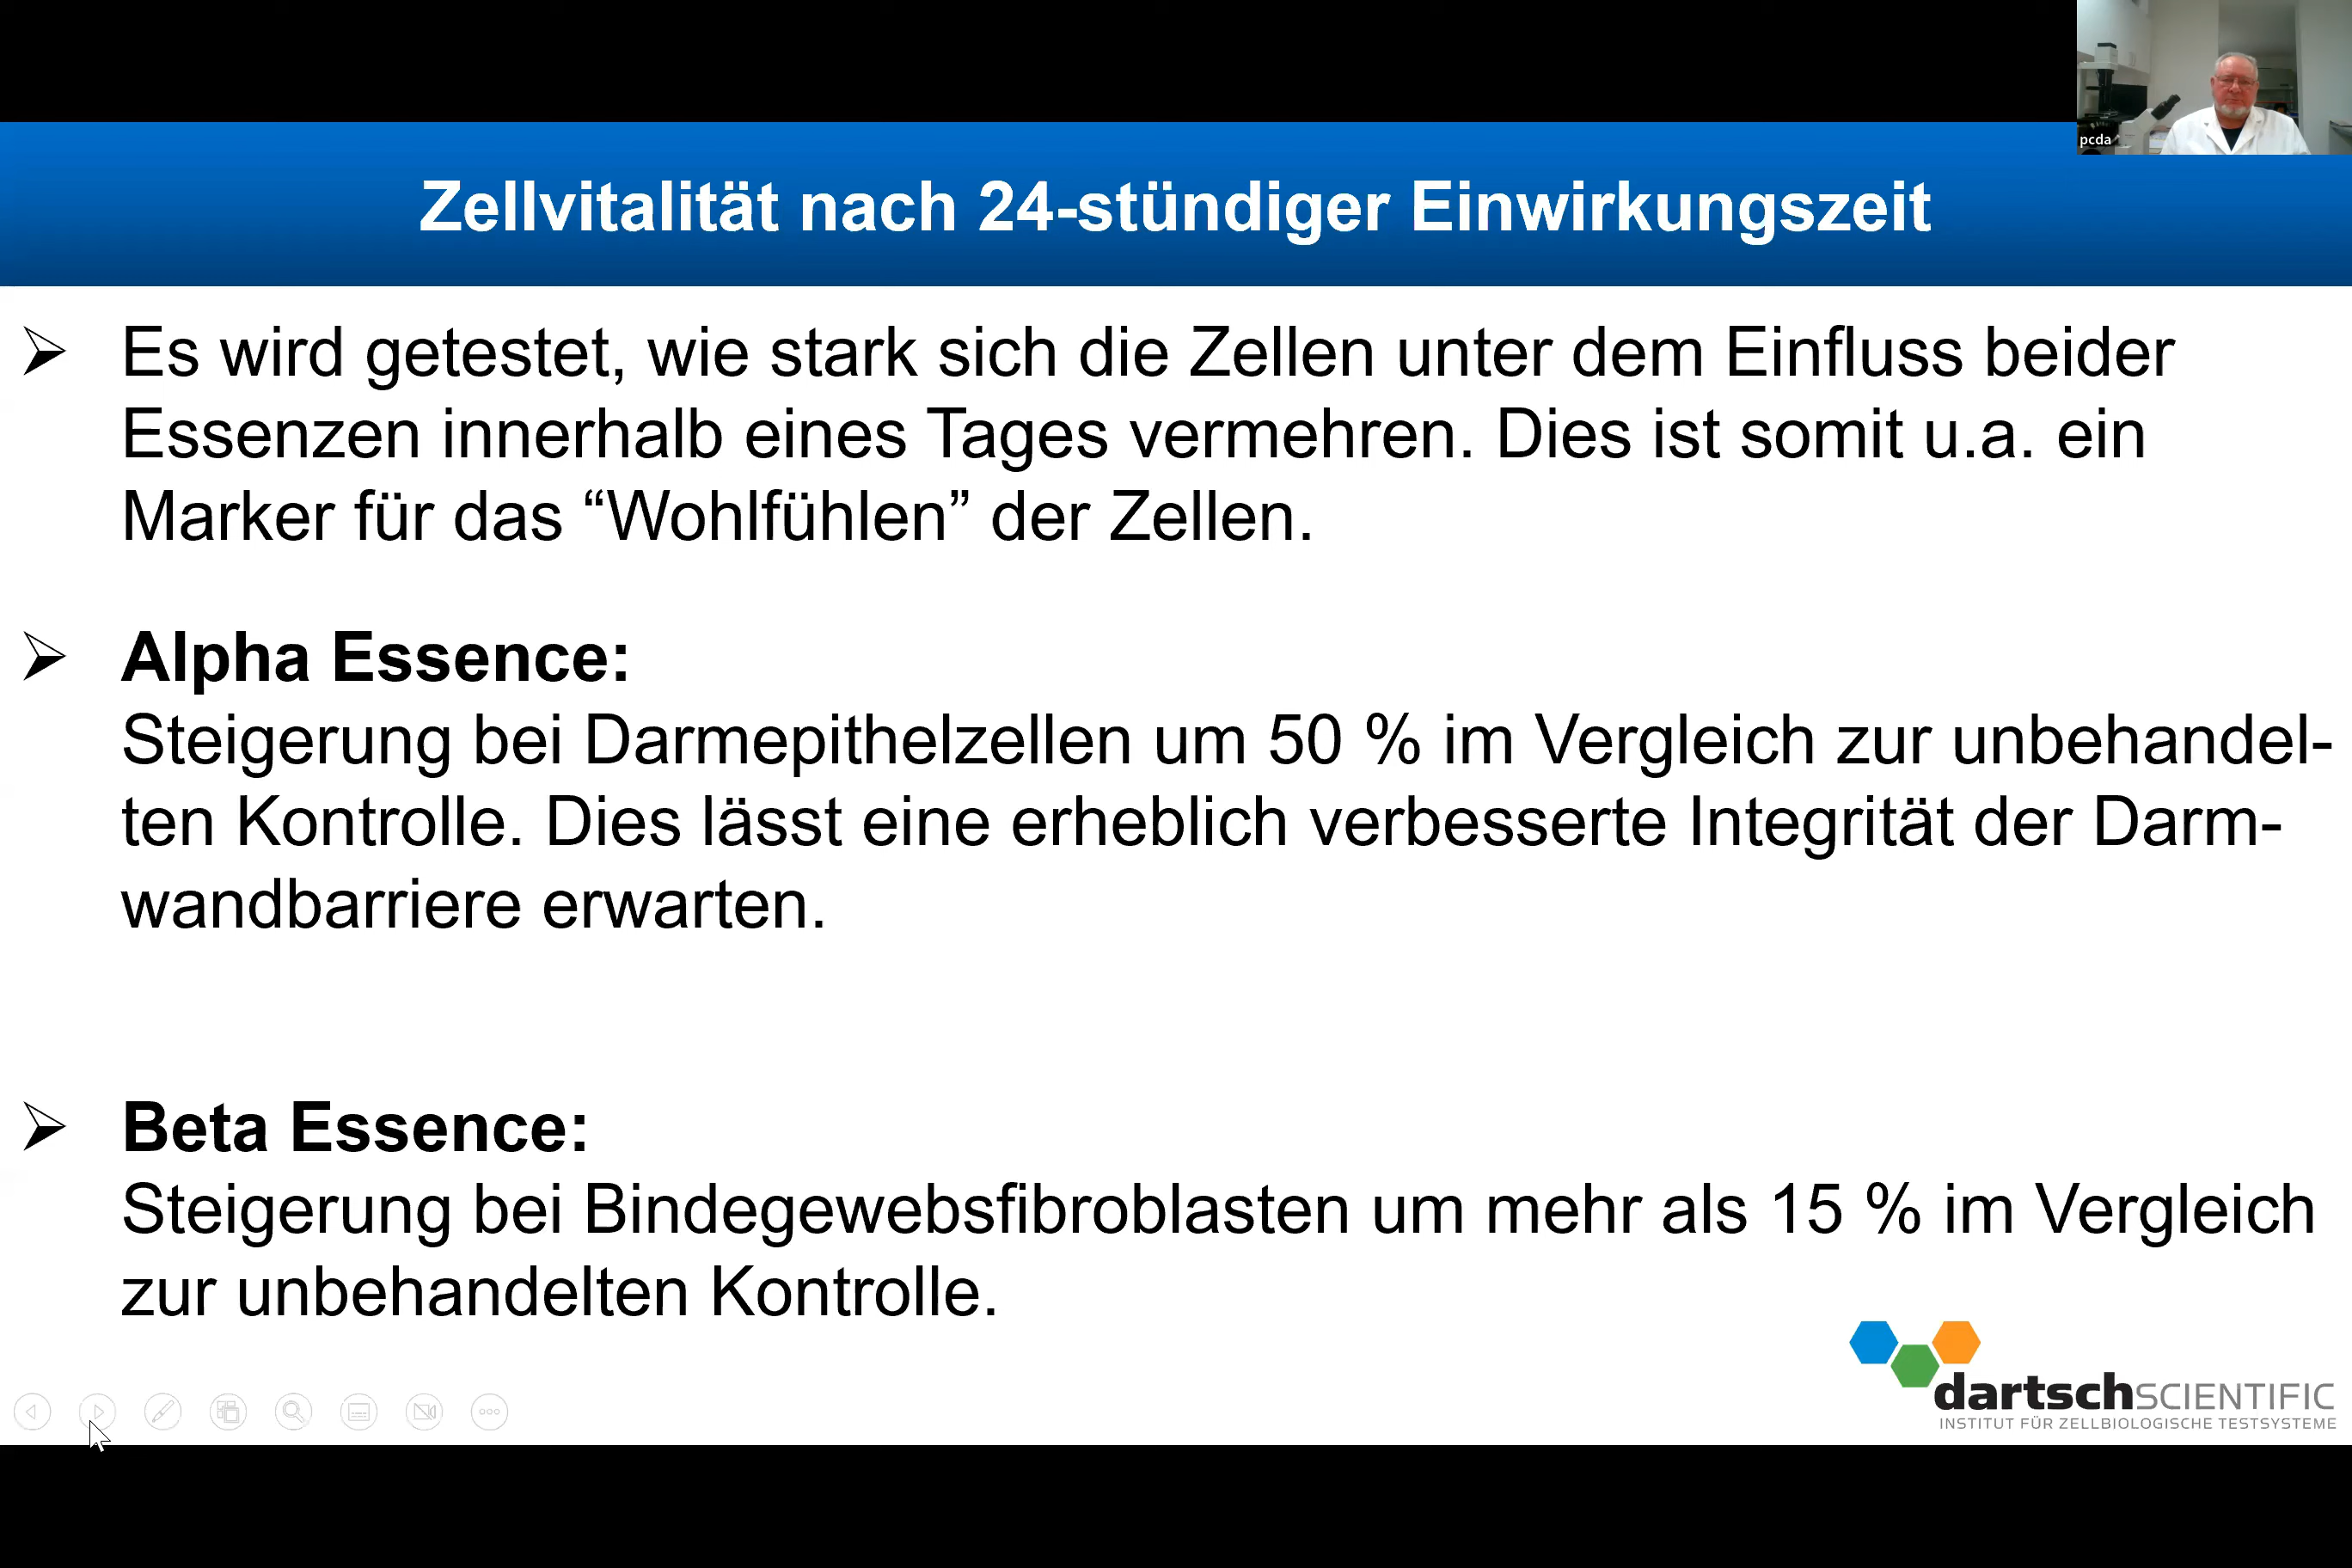 pcda
Zellvitalität nach 24-stündiger Einwirkungszeit
Es wird getestet, wie stark sich die Zellen unter dem Einfluss beider
Essenzen innerhalb eines Tages vermehren. Dies ist somit u.a. ein
Marker für das “Wohlfühlen” der Zellen.
Alpha Essence:
Steigerung bei Darmepithelzellen um 50 % im Vergleich zur unbehandel-
ten Kontrolle. Dies lässt eine erheblich verbesserte Integrität der Darm-
wandbarriere erwarten.
Beta Essence:
Steigerung bei Bindegewebsfibroblasten um mehr als 15 % im Vergleich
zur unbehandelten Kontrolle.
dartschSCIENTIFIC
INSTITUT FÜR ZELLBIOLOGISCHE TESTSYSTEME